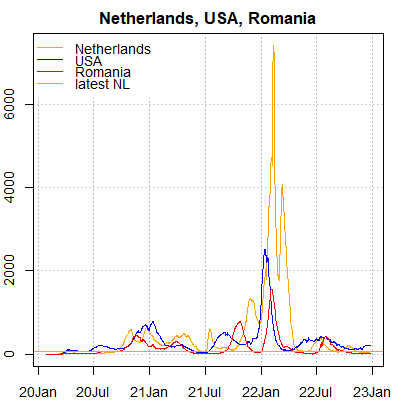 Netherlands, USA, Romania
Netherlands
USA
Romania
latest NL
6000
4000
2000
0
20Jan 20Jul 21Jan 21Jul 22Jan 22Jul 23Jan